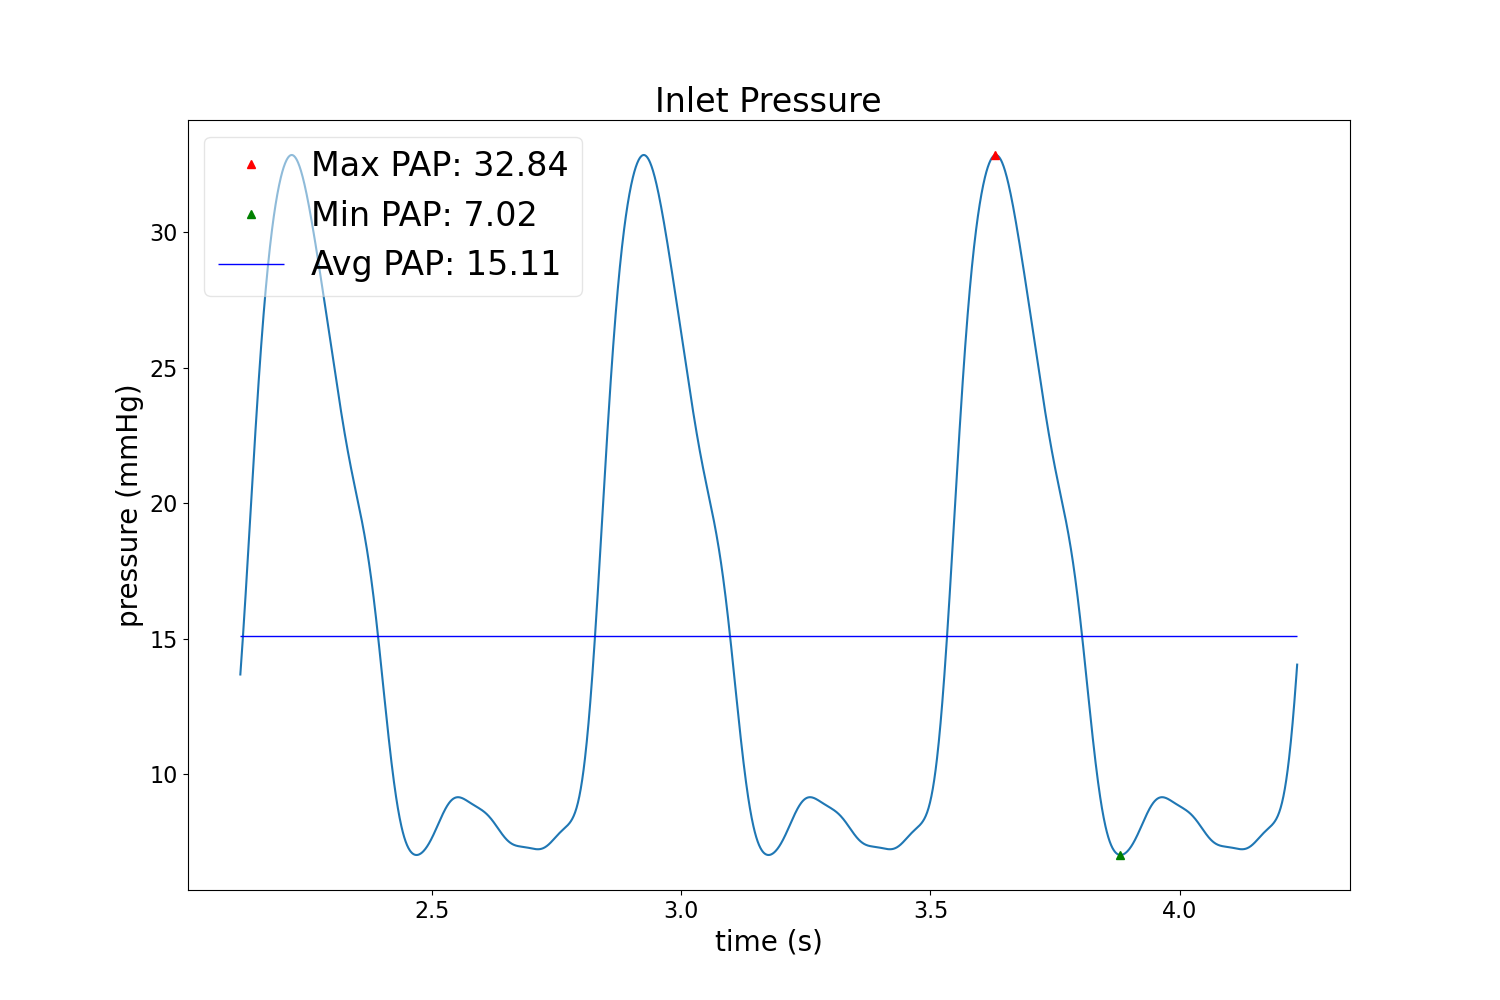 Inlet Pressure
Max PAP: 32.84
Min PAP: 7.02
Avg PAP: 15.11
30
25
20
15
10
pressure (mmHg)
2.5 3.0 3.5 4.0
time (s)